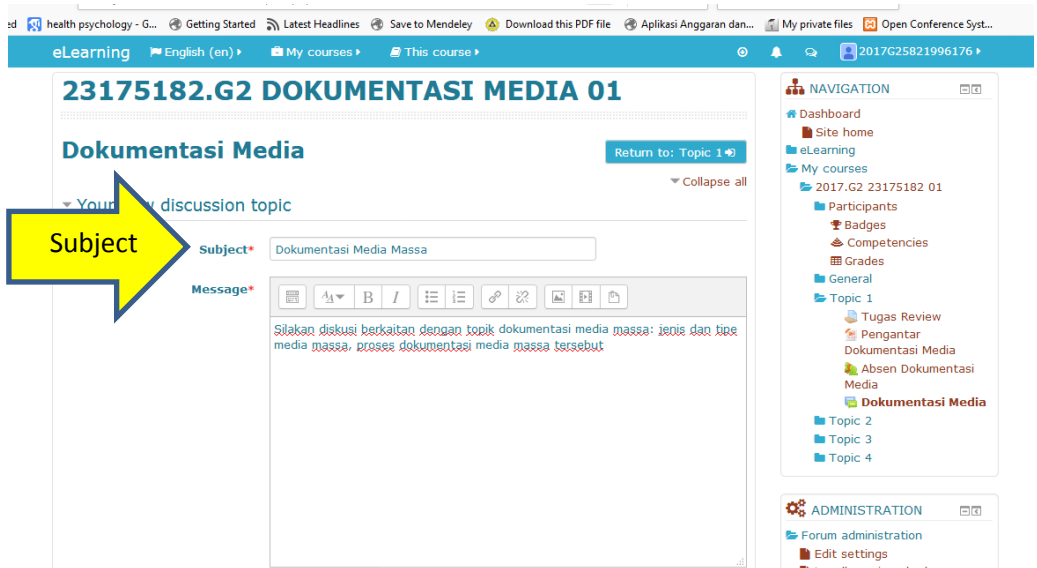 ed health psychology - G... Getting Started Latest Headlines Save to Mendeley Download this PDF file Aplikasi Anggaran dan... My private files Open Conference Syst...
eLearning English (en) My courses This course 2017G25821996176
23175182.G2 DOKUMENTASI MEDIA 01
Dokumentasi Media
Return to: Topic 1
Collapse all
Your discussion topic
Subject
Subject* Dokumentasi Media Massa
Message*
B I
Silakan diskusi berkaitan dengan topik dokumentasi media massa: jenis dan tipe
media massa, proses dokumentasi media massa tersebut
NAVIGATION
Dashboard
Site home
eLearning
My courses
2017.G2 23175182 01
Participants
Badges
Competencies
Grades
General
Topic 1
Tugas Review
Pengantar
Dokumentasi Media
Absen Dokumentasi
Media
Dokumentasi Media
Topic 2
Topic 3
Topic 4
ADMINISTRATION
Forum administration
Edit settings